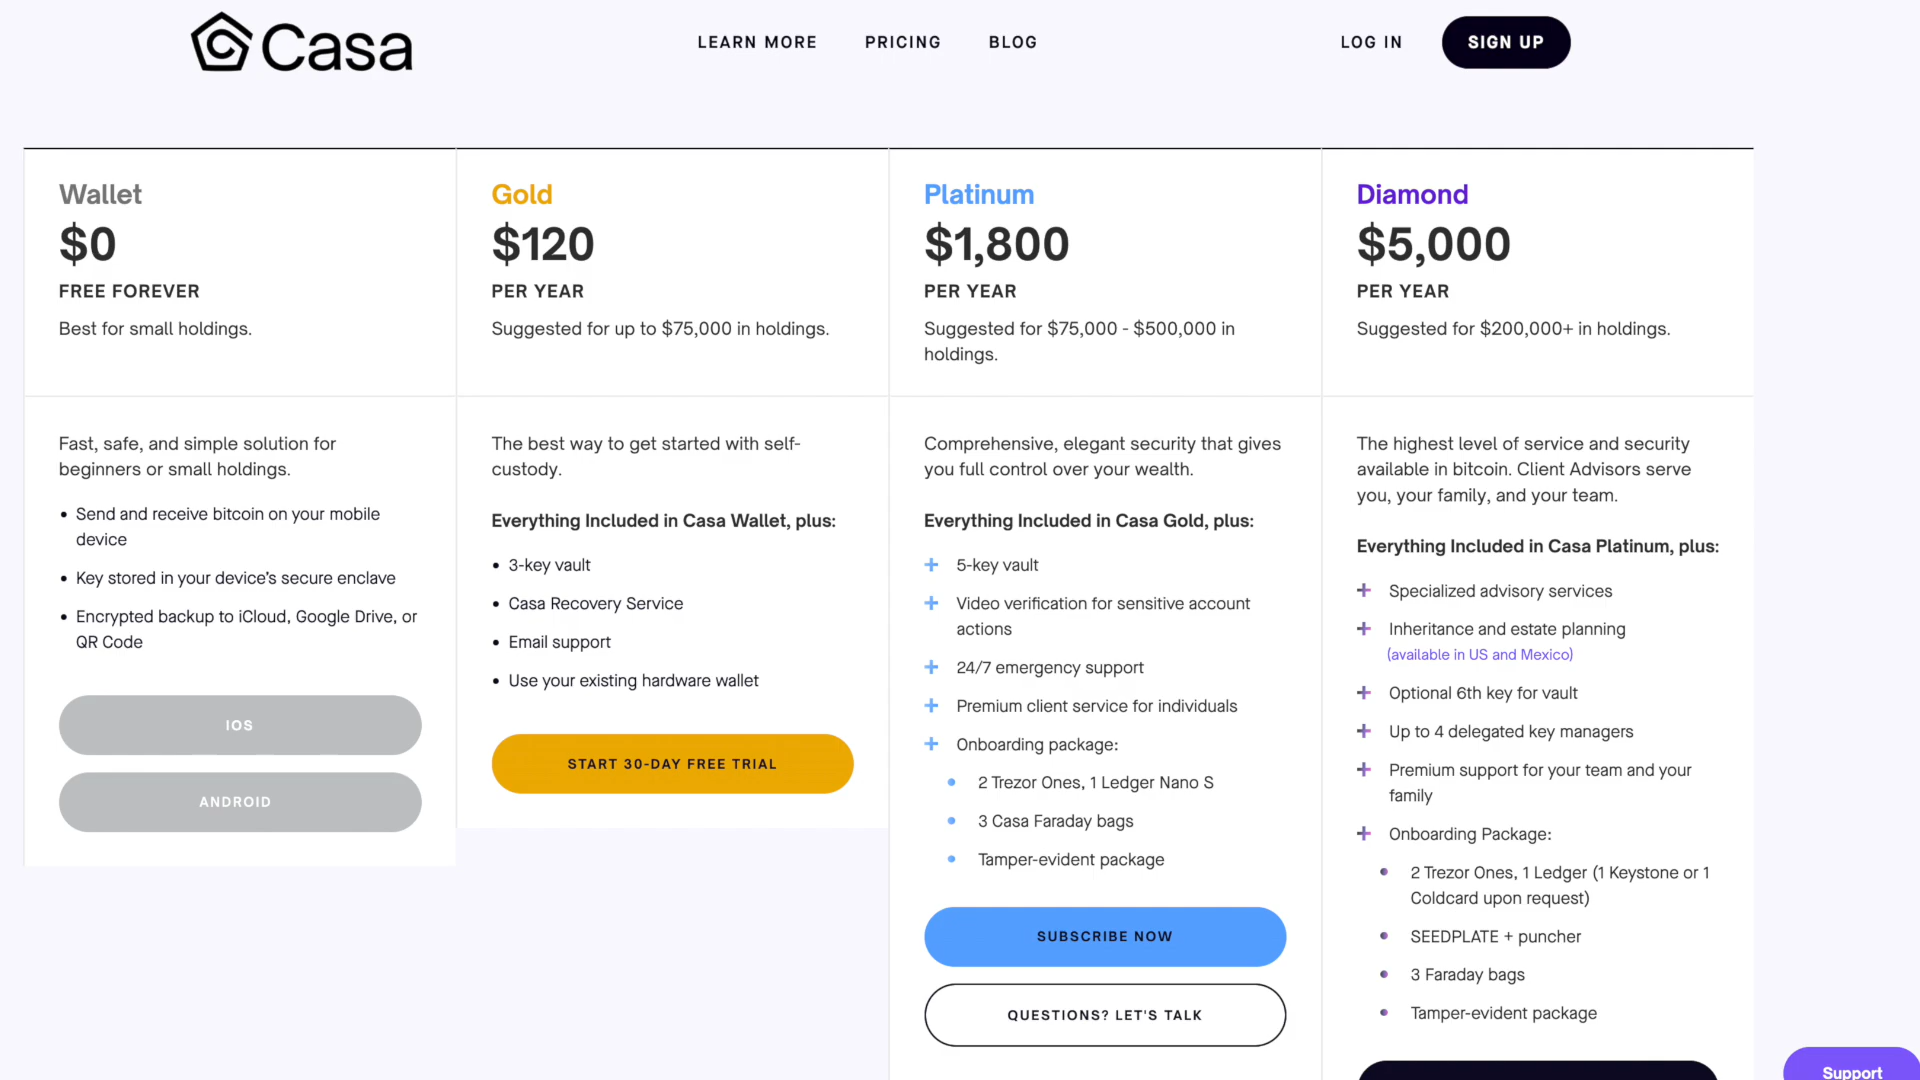 Casa
LEARN MORE
PRICING
BLOG
LOG IN
SIGN UP
Wallet
$0
FREE FOREVER
Best for small holdings.
Fast, safe, and simple solution for
beginners or small holdings.
• Send and receive bitcoin on your mobile
device
• Key stored in your device's secure enclave
• Encrypted backup to iCloud, Google Drive, or
QR Code
IOS
ANDROID
Gold
$120
PER YEAR
Suggested for up to $75,000 in holdings.
The best way to get started with self-
custody.
Everything Included in Casa Wallet, plus:
• 3-key vault
• Casa Recovery Service
• Email support
• Use your existing hardware wallet
START 30-DAY FREE TRIAL
Platinum
$1,800
PER YEAR
Suggested for $75,000 - $500,000 in
holdings.
Comprehensive, elegant security that gives
you full control over your wealth.
Everything Included in Casa Gold, plus:
+ 5-key vault
+ Video verification for sensitive account
actions
+ 24/7 emergency support
+ Premium client service for individuals
+ Onboarding package:
• 2 Trezor Ones, 1 Ledger Nano S
• 3 Casa Faraday bags
• Tamper-evident package
SUBSCRIBE NOW
QUESTIONS? LET'S TALK
Diamond
$5,000
PER YEAR
Suggested for $200,000+ in holdings.
The highest level of service and security
available in bitcoin. Client Advisors serve
you, your family, and your team.
Everything Included in Casa Platinum, plus:
+ Specialized advisory services
+ Inheritance and estate planning
(available in US and Mexico)
+ Optional 6th key for vault
+ Up to 4 delegated key managers
+ Premium support for your team and your
family
+ Onboarding Package:
• 2 Trezor Ones, 1 Ledger (1 Keystone or 1
Coldcard upon request)
• SEEDPLATE + puncher
• 3 Faraday bags
• Tamper-evident package
Support